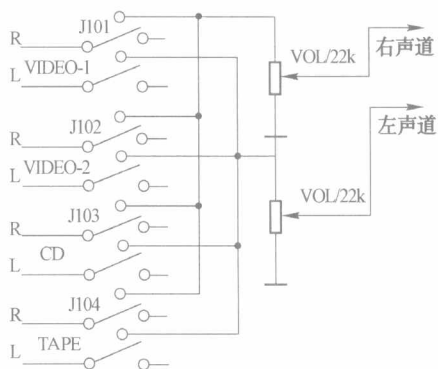 J101
R
L VIDEO-1
VOL/22k 右声道
J102
R
L VIDEO-2
左声道
VOL/22k
J103
R
CD
L
J104
R
L TAPE